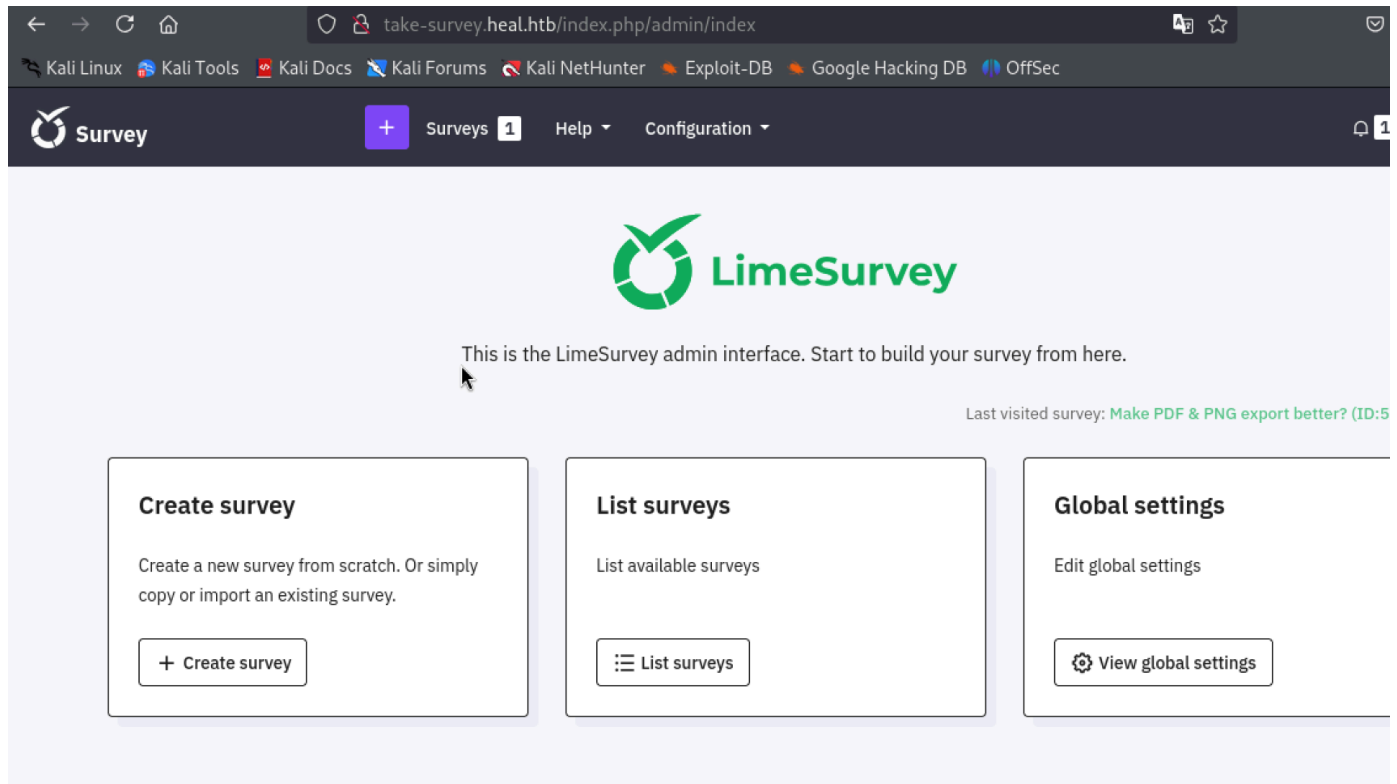 take-survey.heal.htb/index.php/admin/index
Kali Linux Kali Tools Kali Docs Kali Forums Kali NetHunter Exploit-DB Google Hacking DB OffSec
Survey + Surveys 1 Help Configuration 1
LimeSurvey
This is the LimeSurvey admin interface. Start to build your survey from here.
Last visited survey: Make PDF & PNG export better? (ID:5
Create survey
Create a new survey from scratch. Or simply
copy or import an existing survey.
+ Create survey
List surveys
List available surveys
List surveys
Global settings
Edit global settings
View global settings